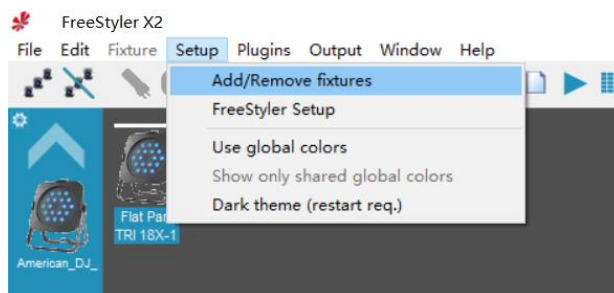 FreeStyler X2
File Edit Fixture Setup Plugins Output Window Help
Add/Remove fixtures
FreeStyler Setup
Use global colors
Show only shared global colors
Dark theme (restart req.)
Flat Par
TRI 18X-1
American_DJ_